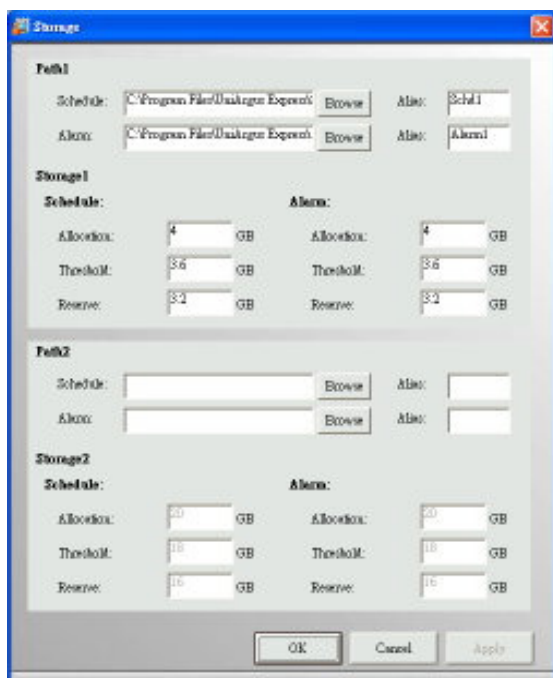 Storage
Path1
Schedule: C:\Program Files\UniArgus Express\ Browse Alias: Schd1
Alarm: C:\Program Files\UniArgus Express\ Browse Alias: Alarm1
Storage1
Schedule: Alarm:
Allocation: 4 GB Allocation: 4 GB
Threshold: 3.6 GB Threshold: 3.6 GB
Reserve: 3.2 GB Reserve: 3.2 GB
Path2
Schedule: Browse Alias:
Alarm: Browse Alias:
Storage2
Schedule: Alarm:
Allocation: 20 GB Allocation: 20 GB
Threshold: 18 GB Threshold: 18 GB
Reserve: 16 GB Reserve: 16 GB
OK Cancel Apply